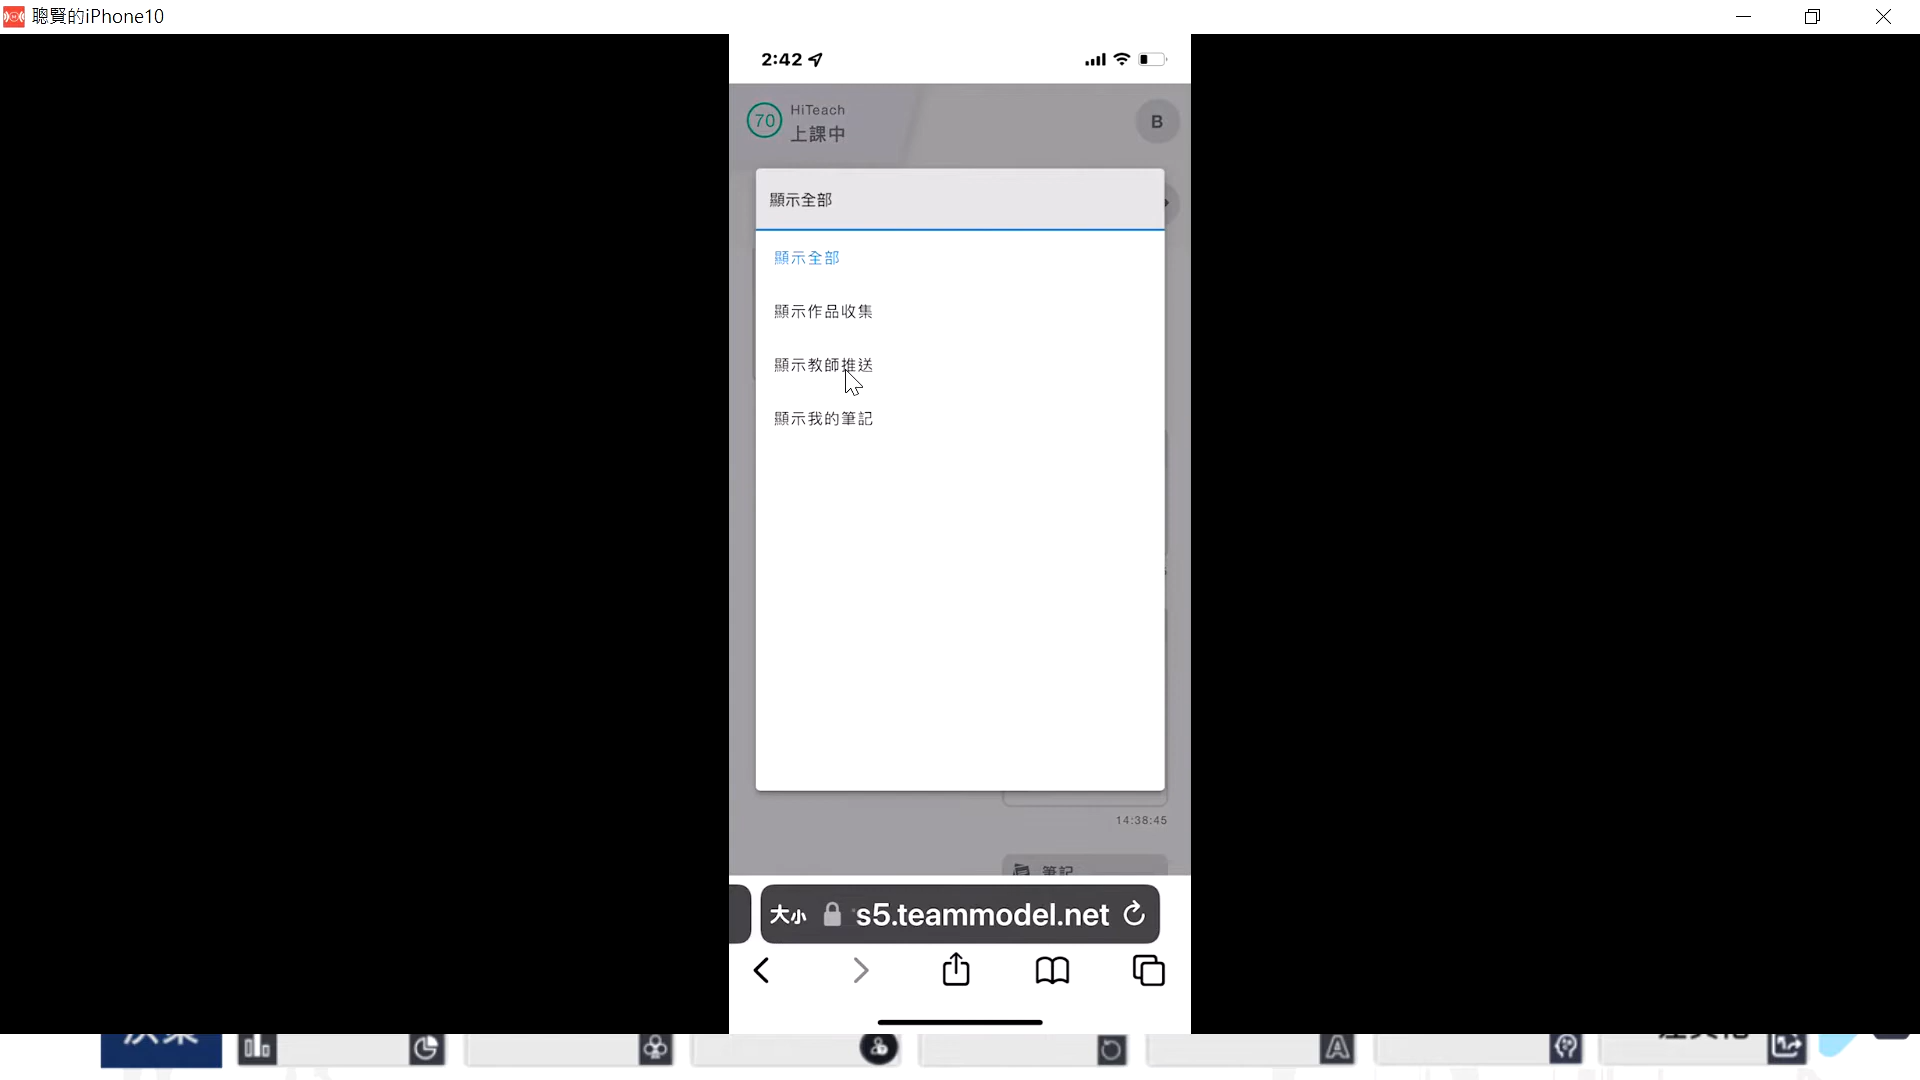 聰賢的iPhone10
2:42
70
HiTeach
上課中
B
顯示全部
顯示全部
顯示作品收集
顯示教師推送
顯示我的筆記
14:38:45
筆記
大小 s5.teammodel.net
A